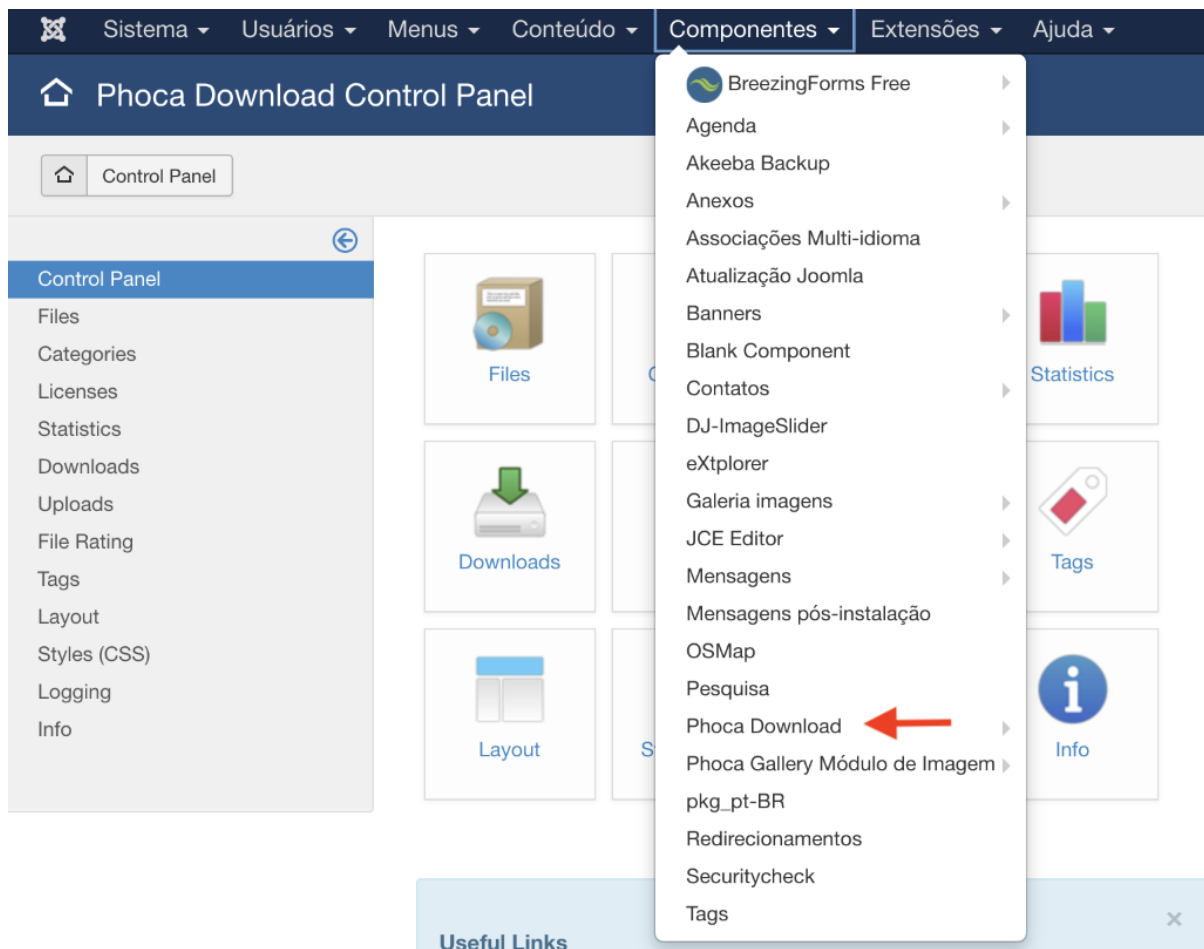 Sistema Usuários Menus Conteúdo Componentes Extensões Ajuda
Phoca Download Control Panel
Control Panel
Control Panel
Files
Categories
Licenses
Statistics
Downloads
Uploads
File Rating
Tags
Layout
Styles (CSS)
Logging
Info
Files
Statistics
Downloads
Tags
Layout
Info
BreezingForms Free
Agenda
Akeeba Backup
Anexos
Associações Multi-idioma
Atualização Joomla
Banners
Blank Component
Contatos
DJ-ImageSlider
eXtplorer
Galeria imagens
JCE Editor
Mensagens
Mensagens pós-instalação
OSMap
Pesquisa
Phoca Download
Phoca Gallery Módulo de Imagem
pkg_pt-BR
Redirecionamentos
Securitycheck
Tags
Useful Links